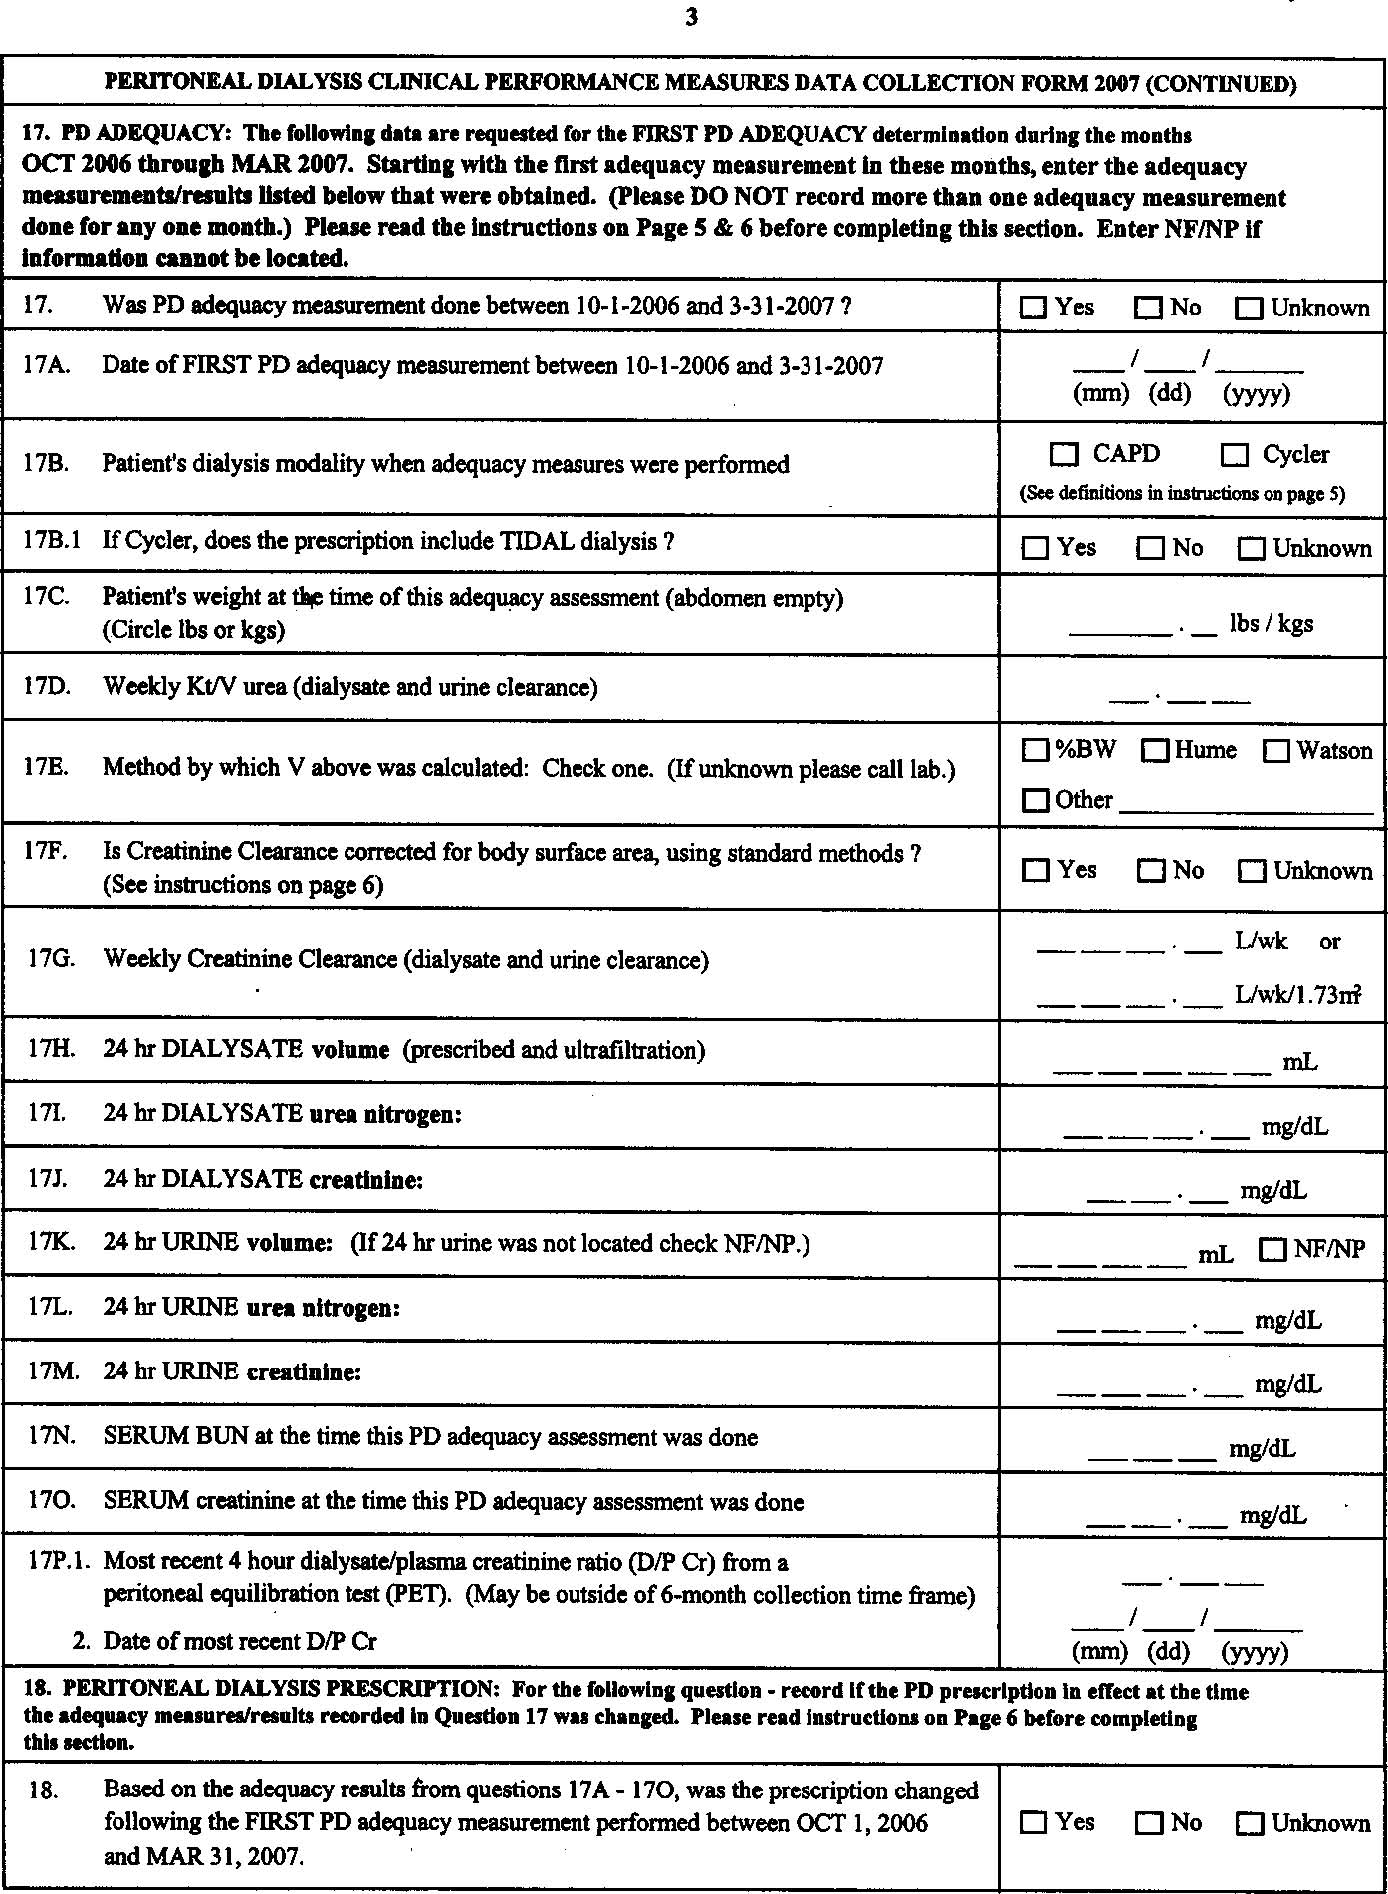 3
PERITONEAL DIALYSIS CLINICAL PERFORMANCE MEASURES DATA COLLECTION FORM 2007 (CONTINUED)
17. PD ADEQUACY: The following data are requested for the FIRST PD ADEQUACY determination during the months
OCT 2006 through MAR 2007. Starting with the first adequacy measurement in these months, enter the adequacy
measurements/results listed below that were obtained. (Please DO NOT record more than one adequacy measurement
done for any one month.) Please read the instructions on Page 5 & 6 before completing this section. Enter NF/NP if
information cannot be located.
17. Was PD adequacy measurement done between 10-1-2006 and 3-31-2007 ? ☐ Yes ☐ No ☐ Unknown
17A. Date of FIRST PD adequacy measurement between 10-1-2006 and 3-31-2007 ___ / ___ / _____
(mm) (dd) (yyyy)
17B. Patient's dialysis modality when adequacy measures were performed ☐ CAPD ☐ Cycler
(See definitions in instructions on page 5)
17B.1 If Cycler, does the prescription include TIDAL dialysis ? ☐ Yes ☐ No ☐ Unknown
17C. Patient's weight at the time of this adequacy assessment (abdomen empty)
(Circle lbs or kgs) ______ . __ lbs / kgs
17D. Weekly Kt/V urea (dialysate and urine clearance) __ . __ __
17E. Method by which V above was calculated: Check one. (If unknown please call lab.) ☐ %BW ☐ Hume ☐ Watson
☐ Other ______________
17F. Is Creatinine Clearance corrected for body surface area, using standard methods ?
(See instructions on page 6) ☐ Yes ☐ No ☐ Unknown
17G. Weekly Creatinine Clearance (dialysate and urine clearance) __ __ __ . __ L/wk or
__ __ __ . __ L/wk/1.73m²
17H. 24 hr DIALYSATE volume (prescribed and ultrafiltration) __ __ __ __ __ mL
17I. 24 hr DIALYSATE urea nitrogen: __ __ __ . __ mg/dL
17J. 24 hr DIALYSATE creatinine: __ __ . __ mg/dL
17K. 24 hr URINE volume: (If 24 hr urine was not located check NF/NP.) __ __ __ __ mL ☐ NF/NP
17L. 24 hr URINE urea nitrogen: __ __ __ . __ mg/dL
17M. 24 hr URINE creatinine: __ __ __ . __ mg/dL
17N. SERUM BUN at the time this PD adequacy assessment was done __ __ __ mg/dL
17O. SERUM creatinine at the time this PD adequacy assessment was done __ __ . __ mg/dL
17P.1. Most recent 4 hour dialysate/plasma creatinine ratio (D/P Cr) from a
peritoneal equilibration test (PET). (May be outside of 6-month collection time frame) __ . __ __
2. Date of most recent D/P Cr ___ / ___ / _____
(mm) (dd) (yyyy)
18. PERITONEAL DIALYSIS PRESCRIPTION: For the following question - record if the PD prescription in effect at the time
the adequacy measures/results recorded in Question 17 was changed. Please read instructions on Page 6 before completing
this section.
18. Based on the adequacy results from questions 17A - 17O, was the prescription changed
following the FIRST PD adequacy measurement performed between OCT 1, 2006 ☐ Yes ☐ No ☐ Unknown
and MAR 31, 2007.